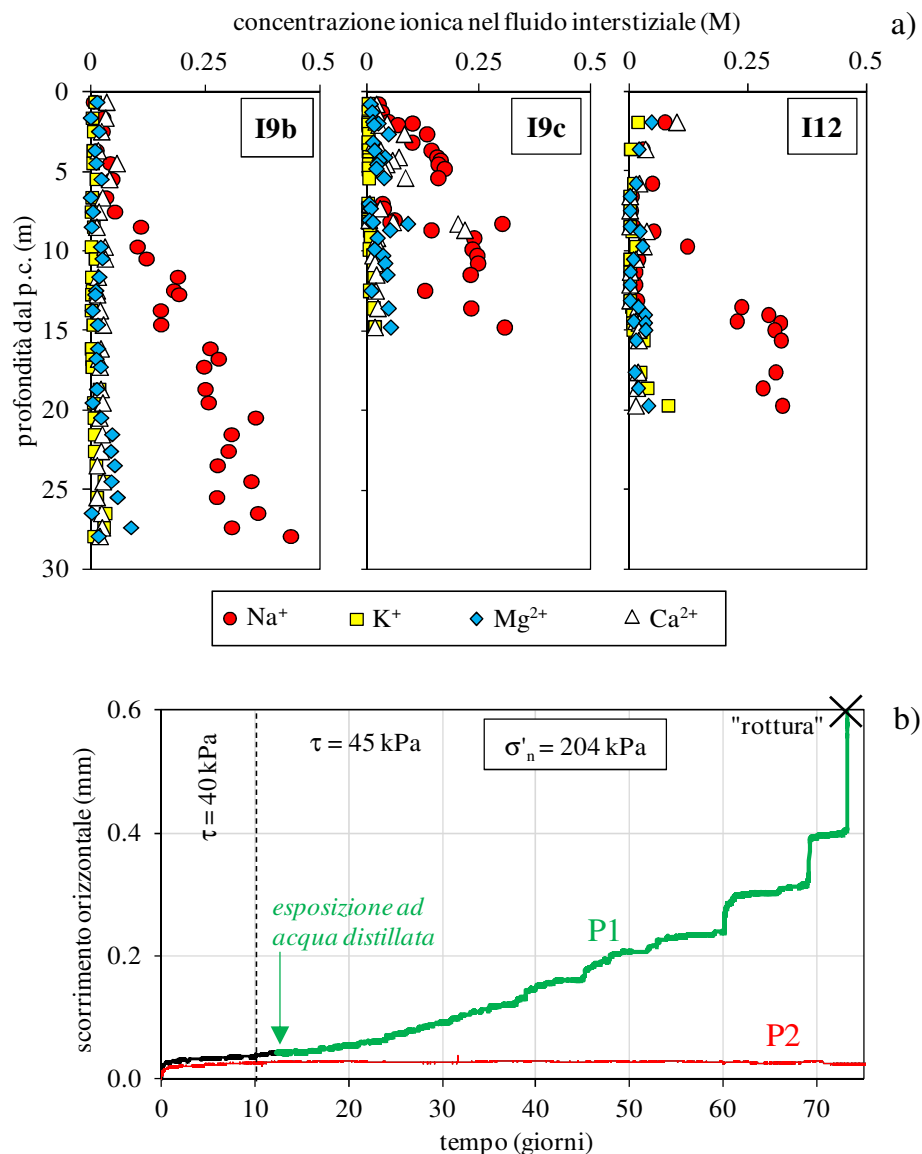 concentrazione ionica nel fluido interstiziale (M)
a)
0 0.25 0.5 0 0.25 0.5 0 0.25 0.5
0
5
10
15
20
25
30
profondità dal p.c. (m)
I9b
I9c
I12
Na⁺ K⁺ Mg²⁺ Ca²⁺
b)
0.6
0.4
0.2
0.0
scorrimento orizzontale (mm)
τ = 40 kPa
τ = 45 kPa
σ'ₙ = 204 kPa
"rottura"
esposizione ad
acqua distillata
P1
P2
0 10 20 30 40 50 60 70
tempo (giorni)